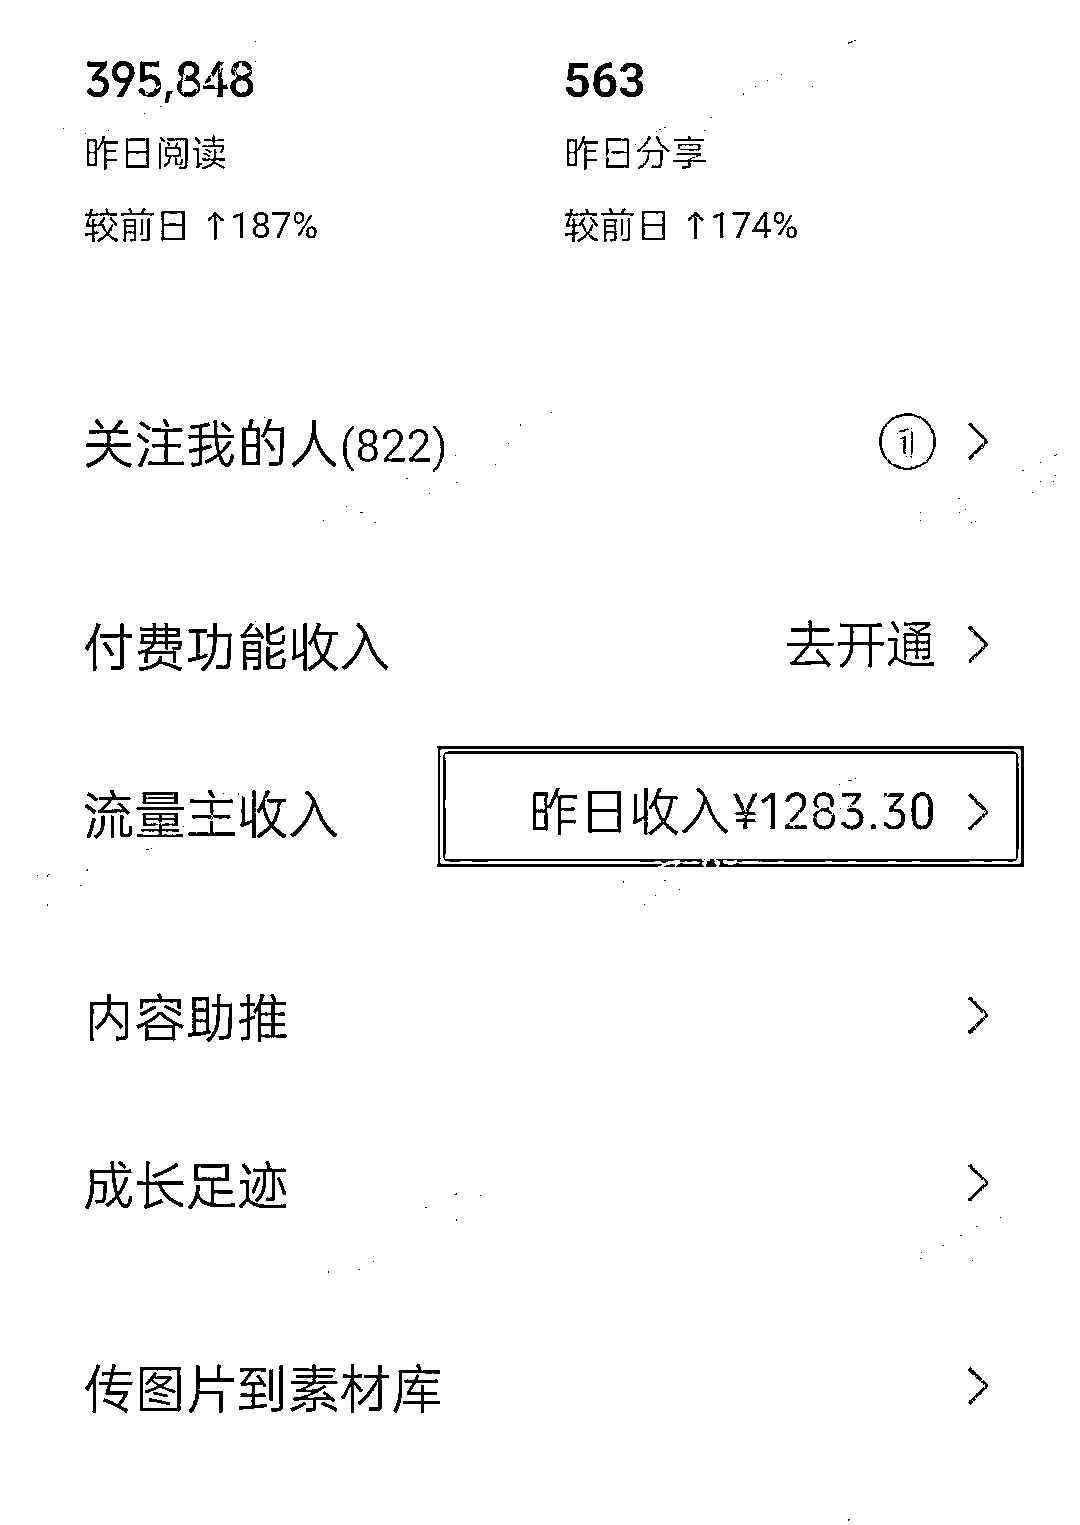 395,848
563
昨日阅读
昨日分享
较前日 ↑187%
较前日 ↑174%
关注我的人(822)
1
付费功能收入
去开通
流量主收入
昨日收入¥1283.30
内容助推
成长足迹
传图片到素材库